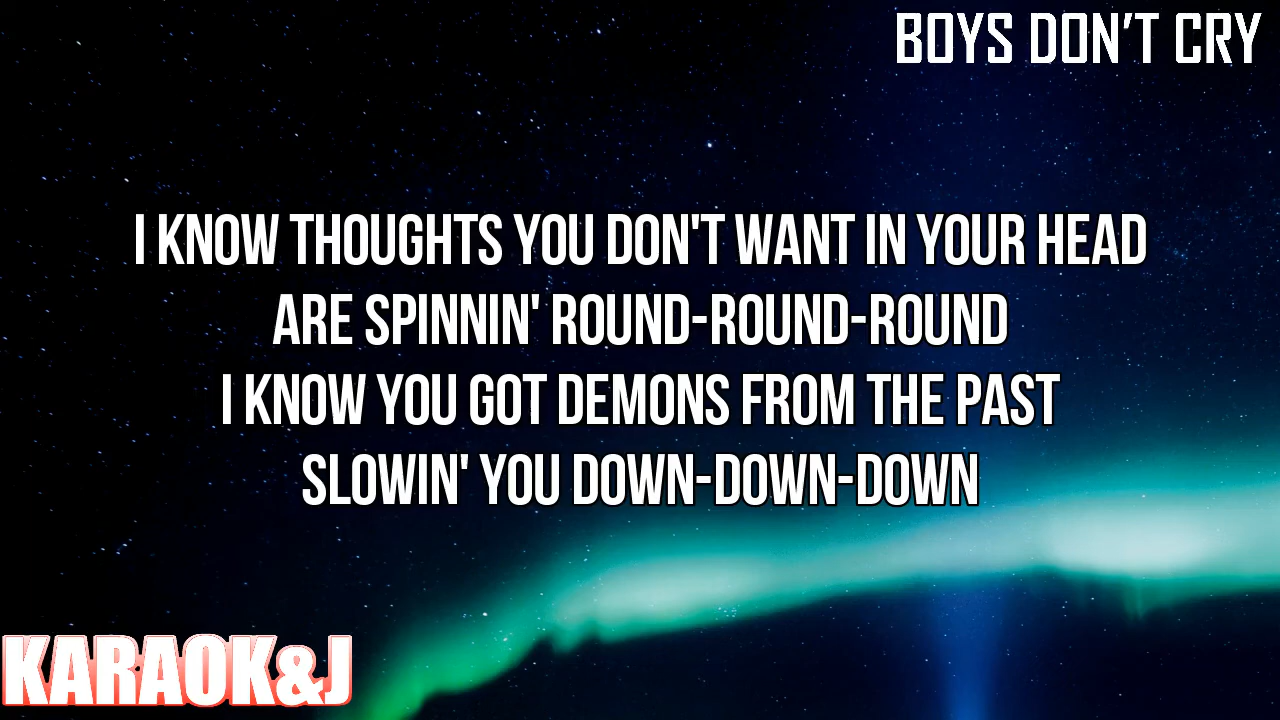 BOYS DON'T CRY
I KNOW THOUGHTS YOU DON'T WANT IN YOUR HEAD
ARE SPINNIN' ROUND-ROUND-ROUND
I KNOW YOU GOT DEMONS FROM THE PAST
SLOWIN' YOU DOWN-DOWN-DOWN
KARAOK&J